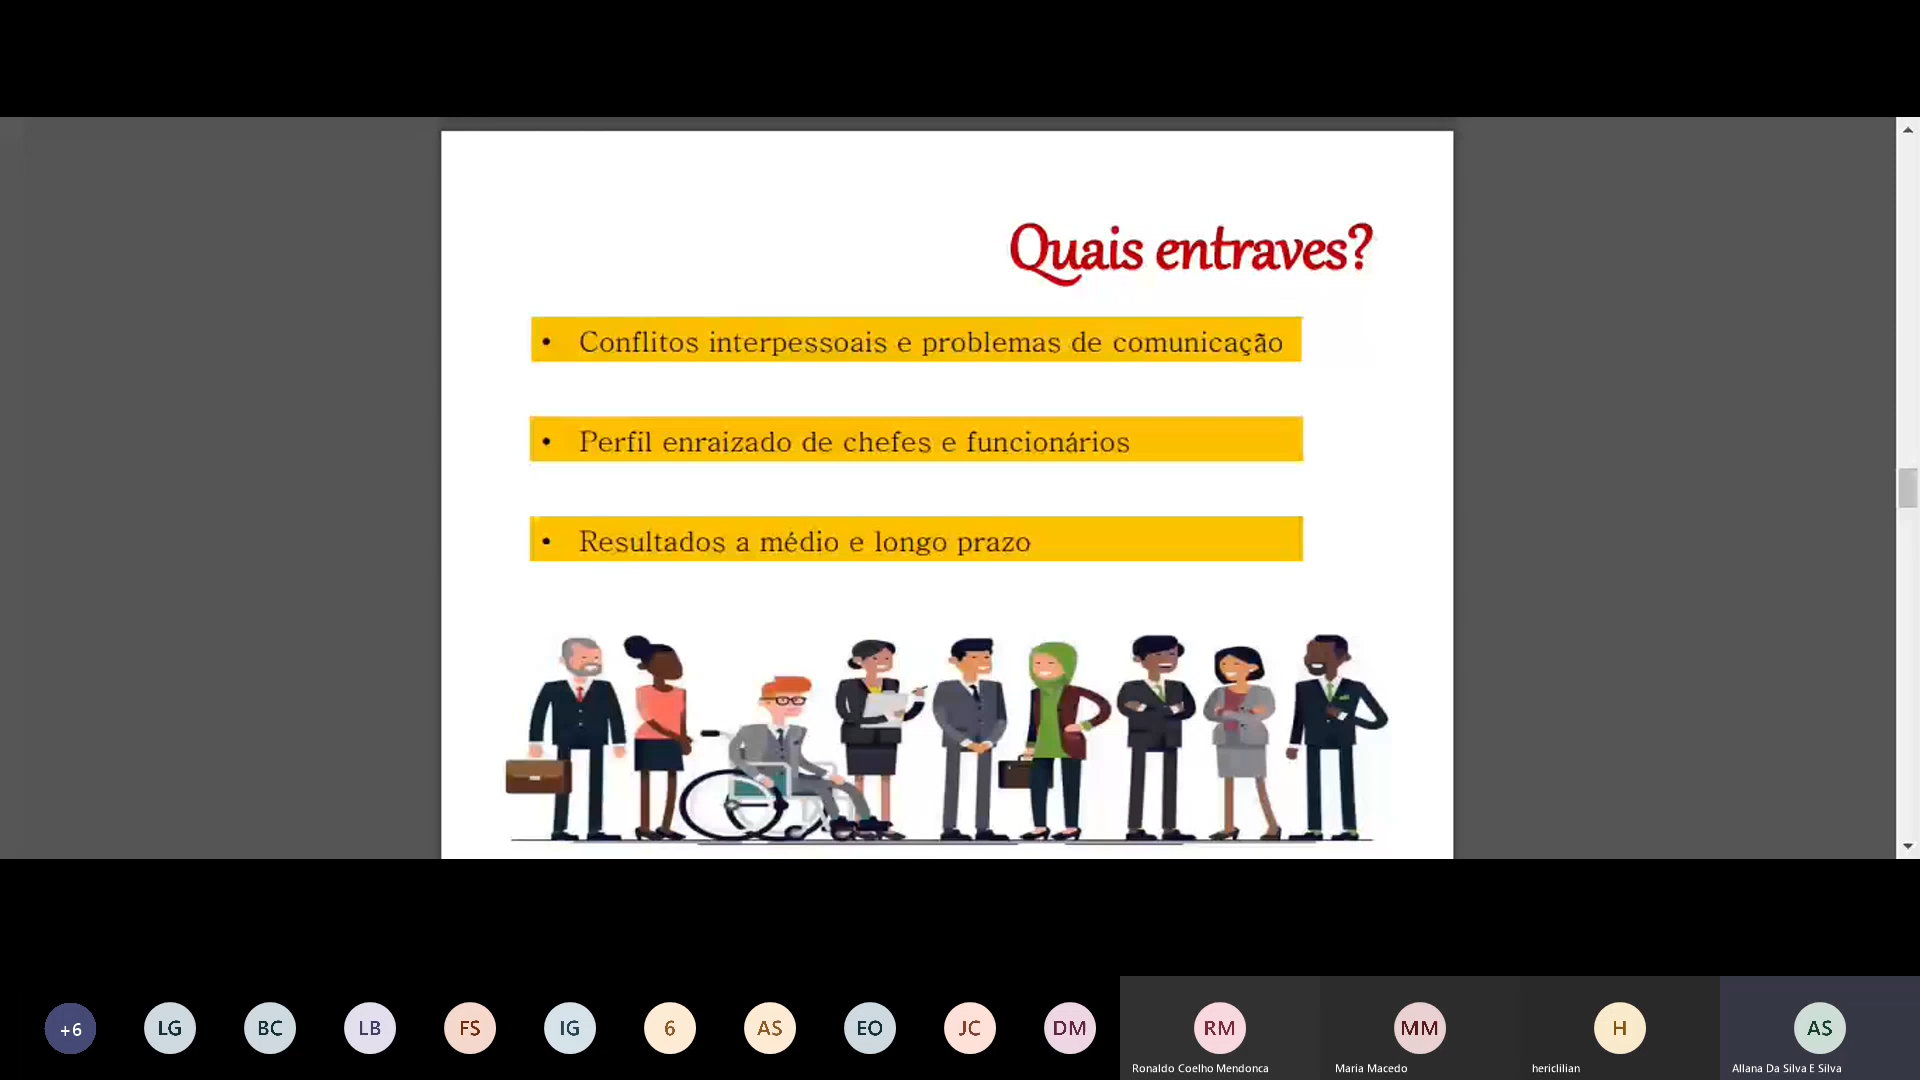 Quais entraves?
• Conflitos interpessoais e problemas de comunicação
• Perfil enraizado de chefes e funcionários
• Resultados a médio e longo prazo
+6
LG
BC
LB
FS
IG
6
AS
EO
JC
DM
RM
MM
H
AS
Ronaldo Coelho Mendonca
Maria Macedo
hericlilian
Allana Da Silva E Silva